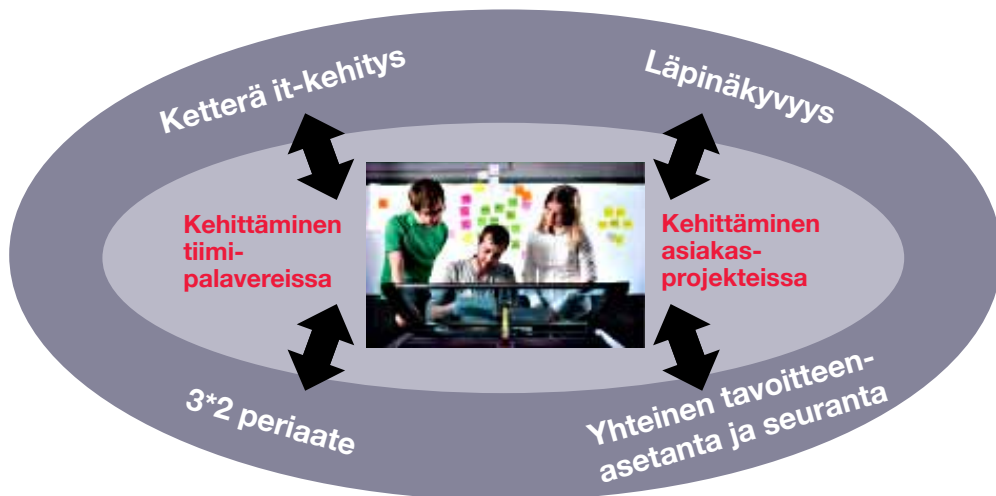 Ketterä it-kehitys
Läpinäkyvyys
Kehittäminen
tiimi-
palavereissa
Kehittäminen
asiakas-
projekteissa
3*2 periaate
Yhteinen tavoitteen-
asetanta ja seuranta